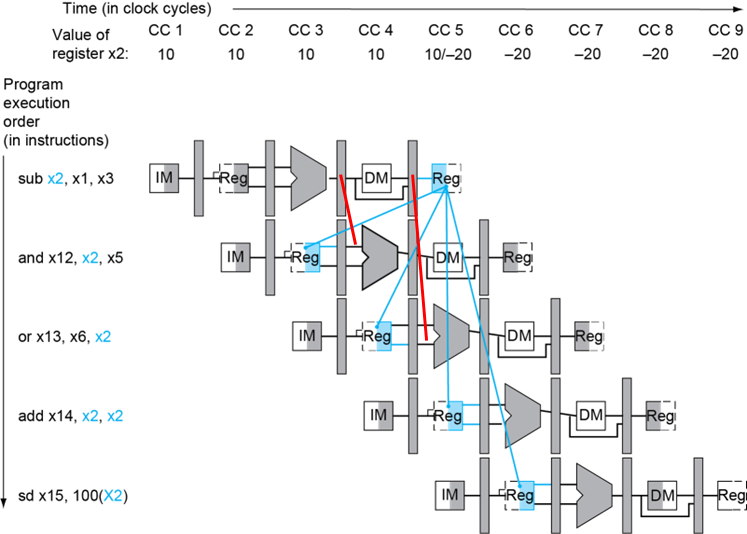 Time (in clock cycles)
CC 1 CC 2 CC 3 CC 4 CC 5 CC 6 CC 7 CC 8 CC 9
Value of
register x2: 10 10 10 10 10/–20 –20 –20 –20 –20
Program
execution
order
(in instructions)
sub x2, x1, x3
IM Reg DM Reg
and x12, x2, x5
IM Reg DM Reg
or x13, x6, x2
IM Reg DM Reg
add x14, x2, x2
IM Reg DM Reg
sd x15, 100(X2)
IM Reg DM Reg